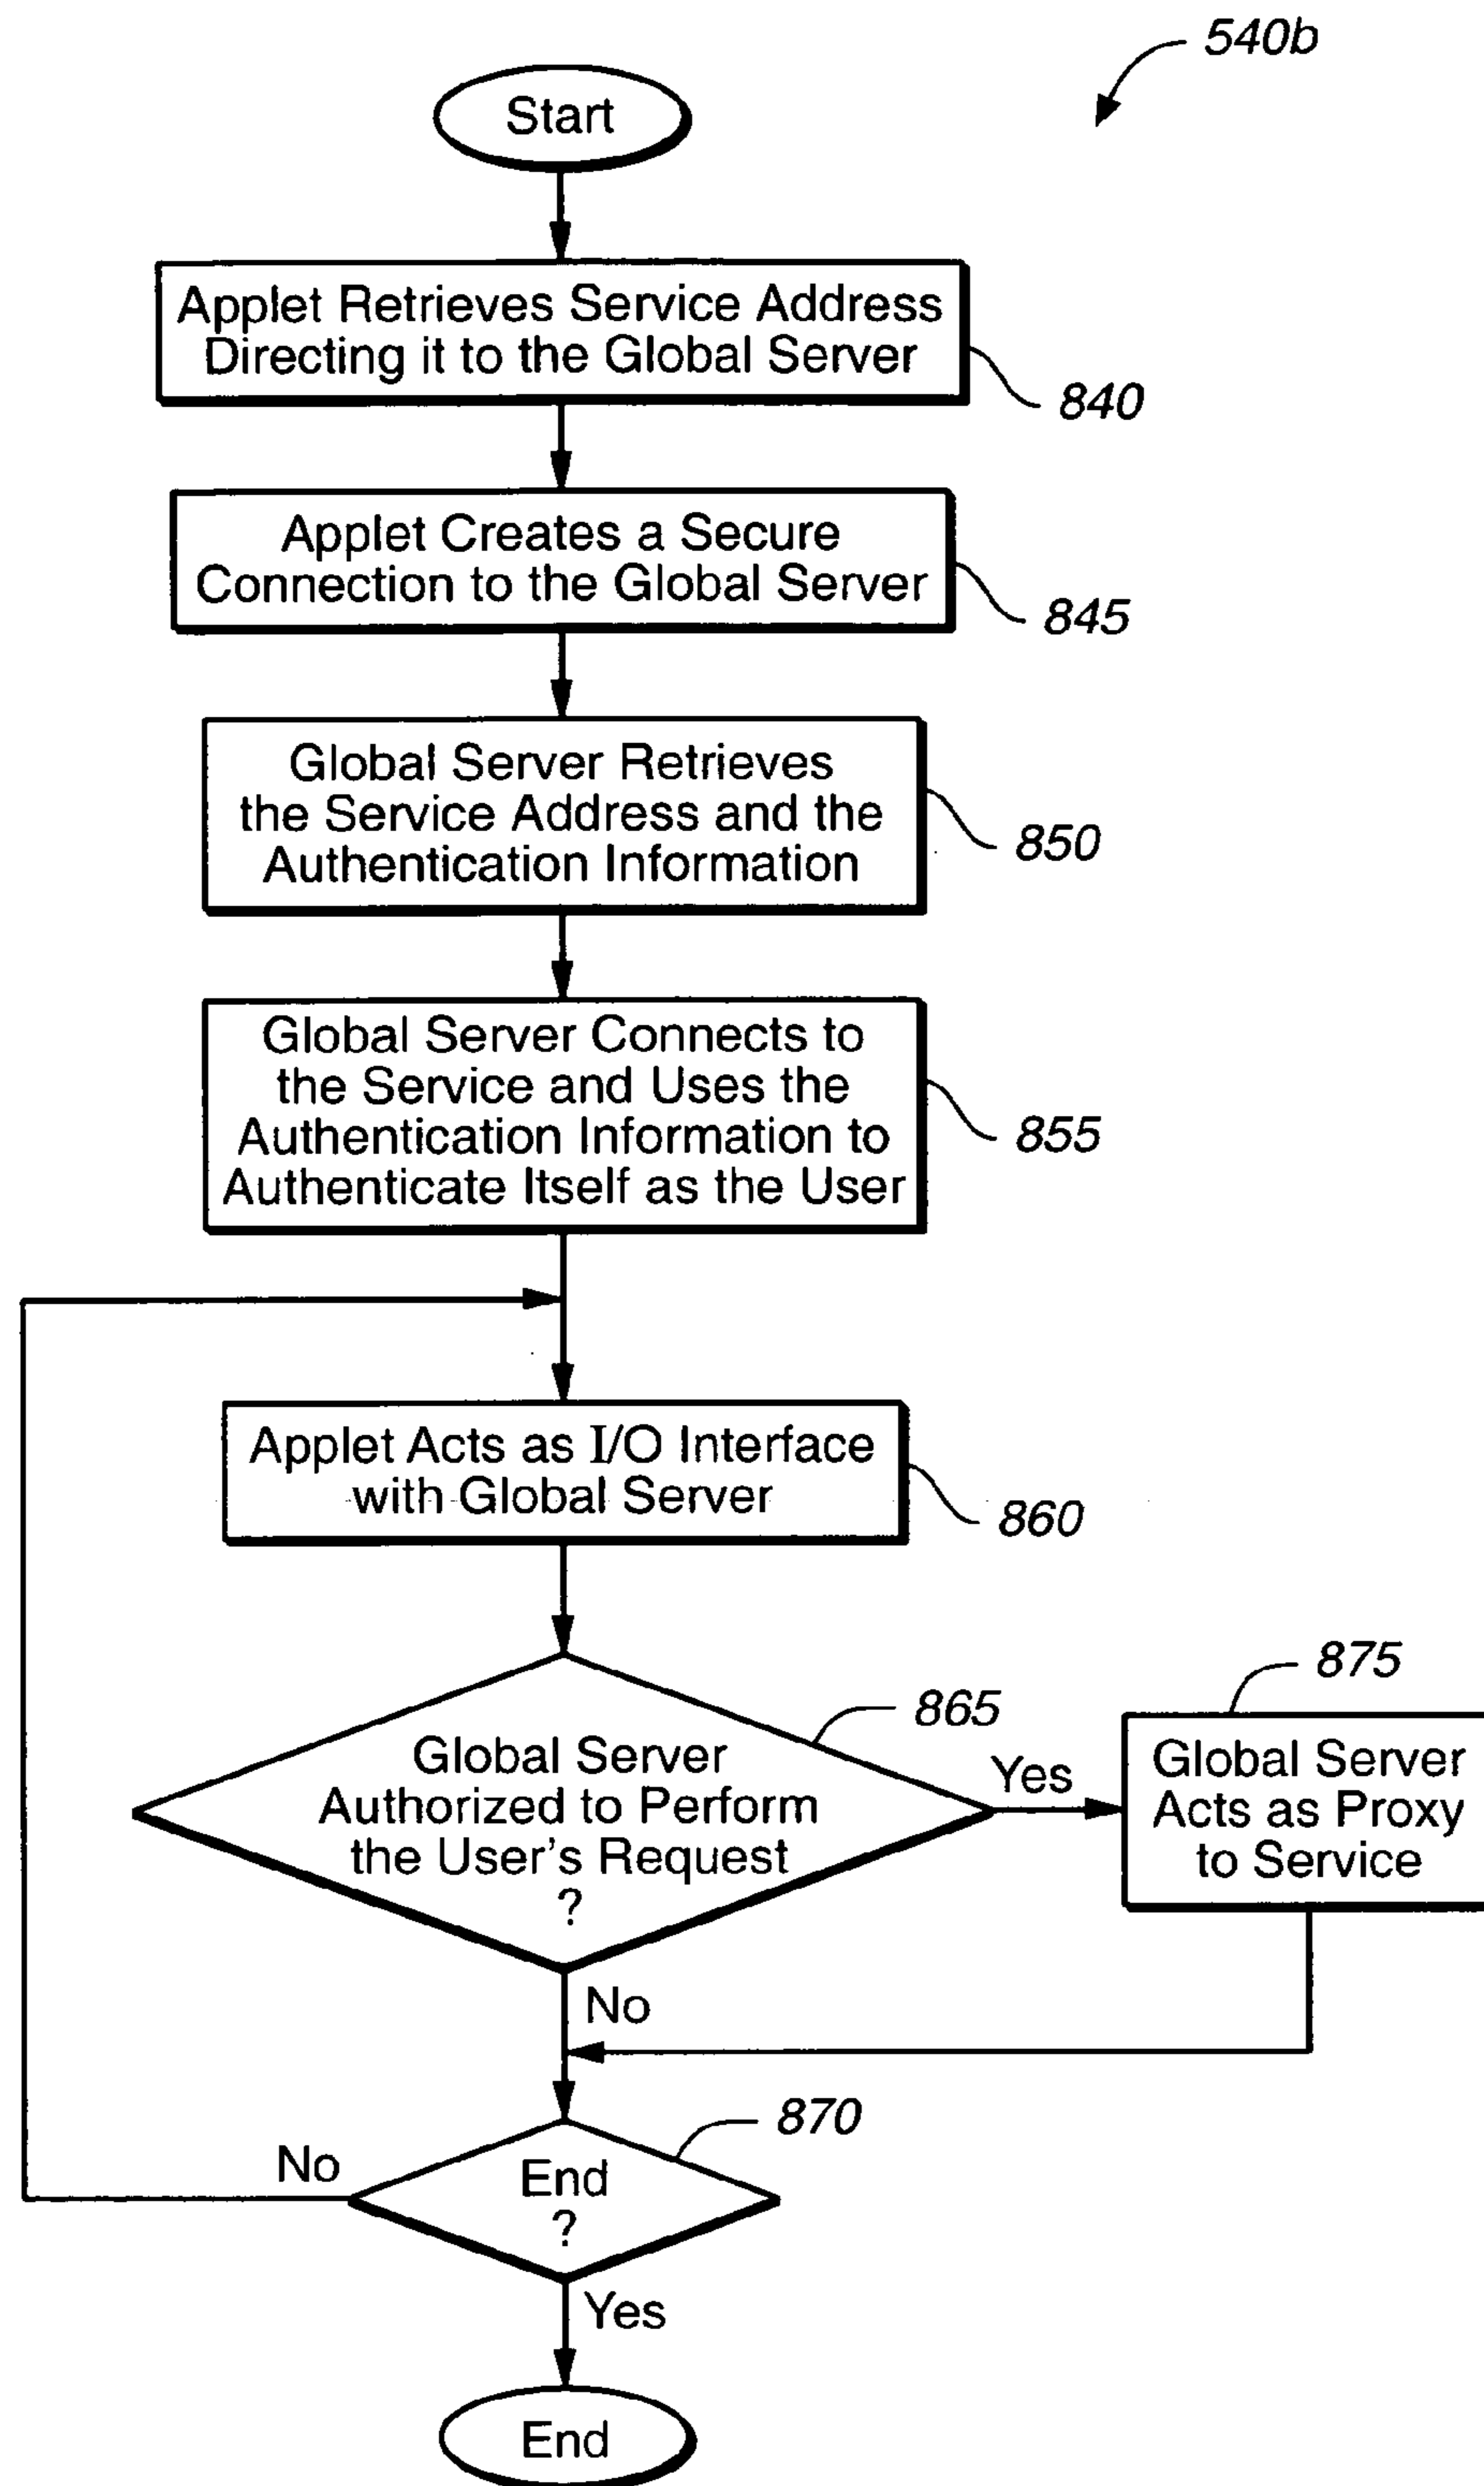 540b
Start
Applet Retrieves Service Address
Directing it to the Global Server
840
Applet Creates a Secure
Connection to the Global Server
845
Global Server Retrieves
the Service Address and the
Authentication Information
850
Global Server Connects to
the Service and Uses the
Authentication Information to
Authenticate Itself as the User
855
Applet Acts as I/O Interface
with Global Server
860
865
Global Server
Authorized to Perform
the User's Request
?
Yes
875
Global Server
Acts as Proxy
to Service
No
870
End
?
No
Yes
End